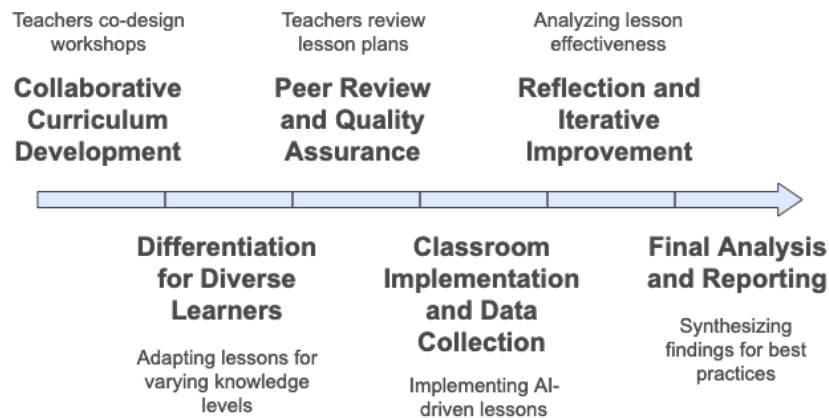 Teachers co-design
workshops
Collaborative
Curriculum
Development
Teachers review
lesson plans
Peer Review
and Quality
Assurance
Analyzing lesson
effectiveness
Reflection and
Iterative
Improvement
Differentiation
for Diverse
Learners
Adapting lessons for
varying knowledge
levels
Classroom
Implementation
and Data
Collection
Implementing AI-
driven lessons
Final Analysis
and Reporting
Synthesizing
findings for best
practices